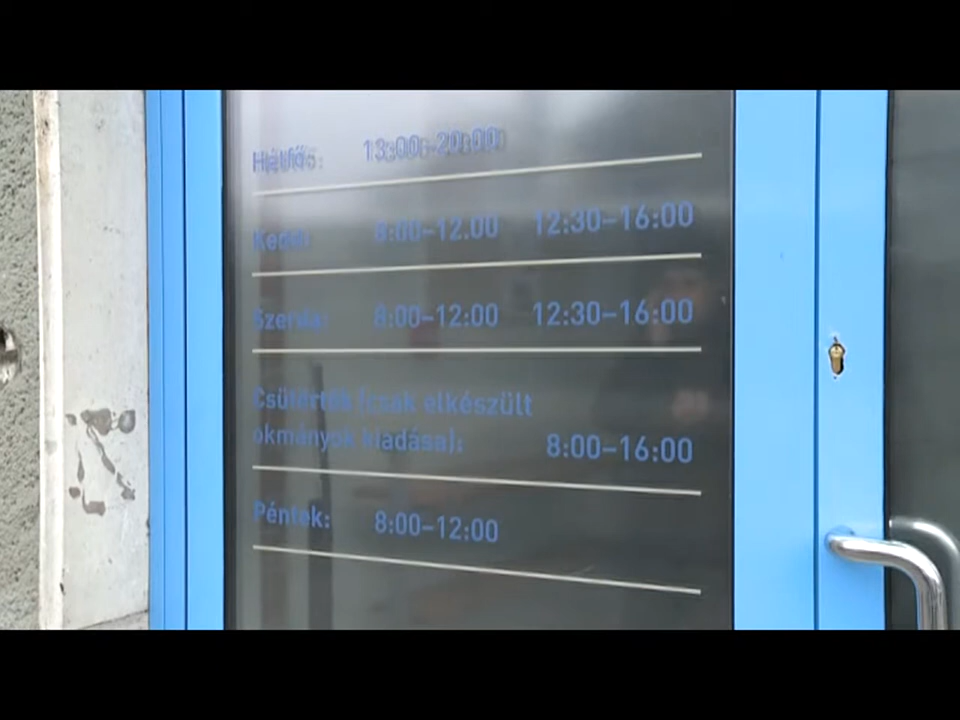 Hétfő: 13:00-20:00
Kedd: 8:00-12.00 12:30-16:00
Szerda: 8:00-12:00 12:30-16:00
Csütörtök (csak elkészült
okmányok kiadása): 8:00-16:00
Péntek: 8:00-12:00